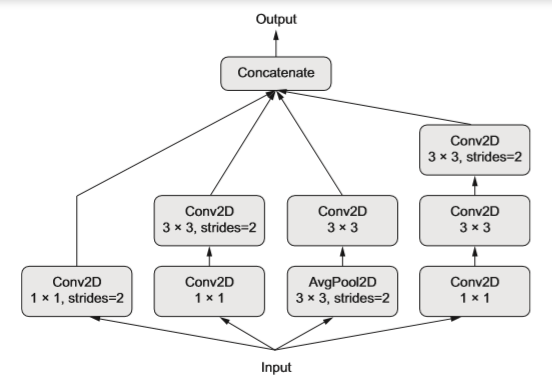 Output
Concatenate
Conv2D
3 × 3, strides=2
Conv2D
3 × 3, strides=2
Conv2D
3 × 3
Conv2D
3 × 3
Conv2D
1 × 1, strides=2
Conv2D
1 × 1
AvgPool2D
3 × 3, strides=2
Conv2D
1 × 1
Input